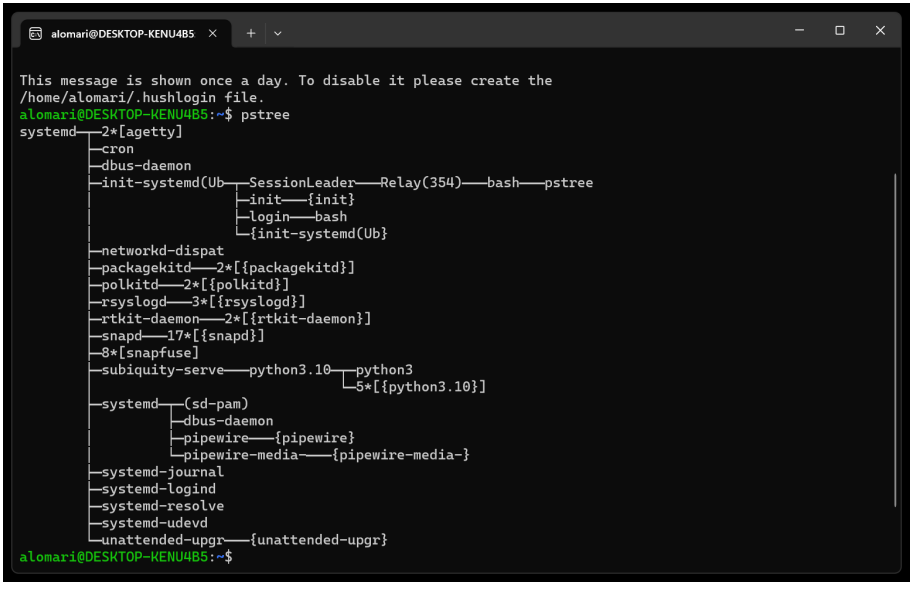 alomari@DESKTOP-KENU4B5
This message is shown once a day. To disable it please create the
/home/alomari/.hushlogin file.
alomari@DESKTOP-KENU4B5:~$ pstree
systemd─┬─2*[agetty]
        ├─cron
        ├─dbus-daemon
        ├─init-systemd(Ub─┬─SessionLeader───Relay(354)───bash───pstree
        │                 ├─init───{init}
        │                 ├─login───bash
        │                 └─{init-systemd(Ub}
        ├─networkd-dispat
        ├─packagekitd───2*[{packagekitd}]
        ├─polkitd───2*[{polkitd}]
        ├─rsyslogd───3*[{rsyslogd}]
        ├─rtkit-daemon───2*[{rtkit-daemon}]
        ├─snapd───17*[{snapd}]
        ├─8*[snapfuse]
        ├─subiquity-serve───python3.10─┬─python3
        │                              └─5*[{python3.10}]
        ├─systemd─┬─(sd-pam)
        │         ├─dbus-daemon
        │         ├─pipewire───{pipewire}
        │         └─pipewire-media-───{pipewire-media-}
        ├─systemd-journal
        ├─systemd-logind
        ├─systemd-resolve
        ├─systemd-udevd
        └─unattended-upgr───{unattended-upgr}
alomari@DESKTOP-KENU4B5:~$